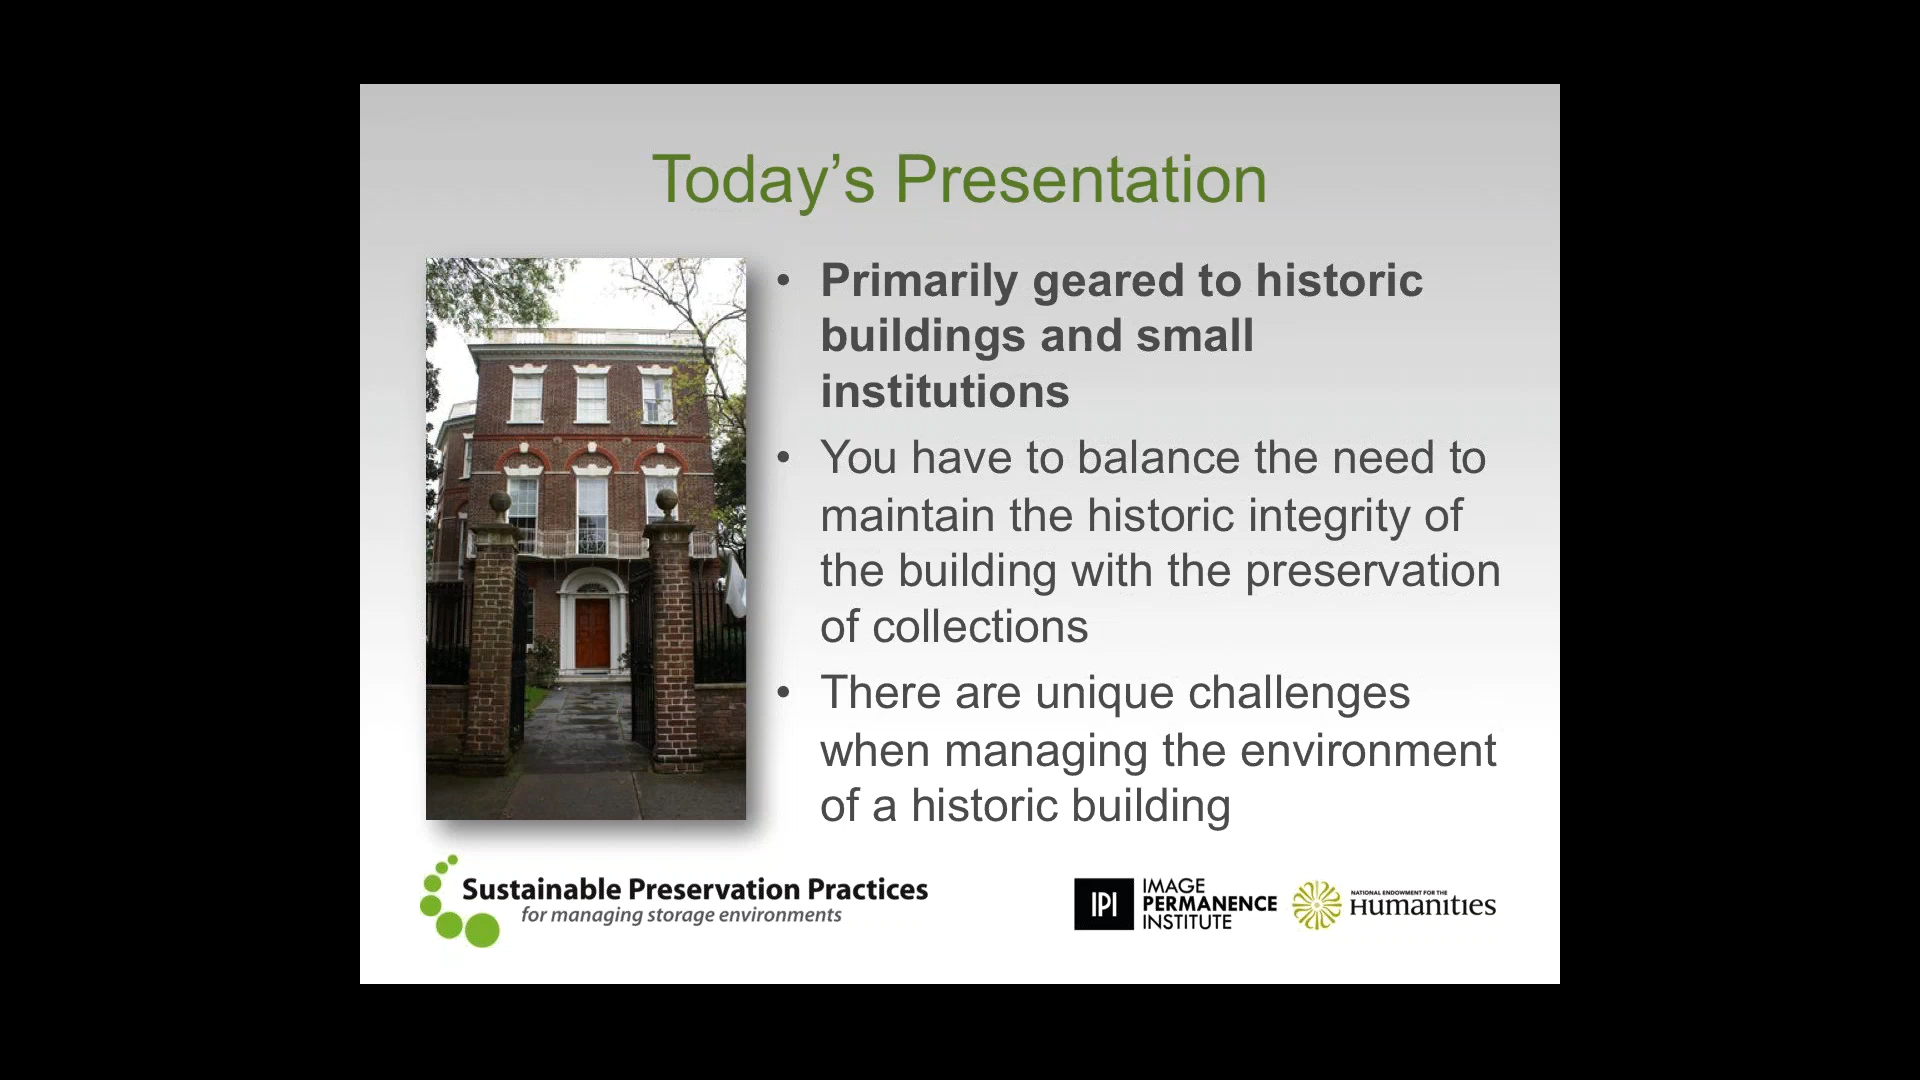 Today’s Presentation
• Primarily geared to historic
buildings and small
institutions
• You have to balance the need to
maintain the historic integrity of
the building with the preservation
of collections
• There are unique challenges
when managing the environment
of a historic building
Sustainable Preservation Practices
for managing storage environments
IPI
IMAGE
PERMANENCE
INSTITUTE
NATIONAL ENDOWMENT FOR THE
Humanities